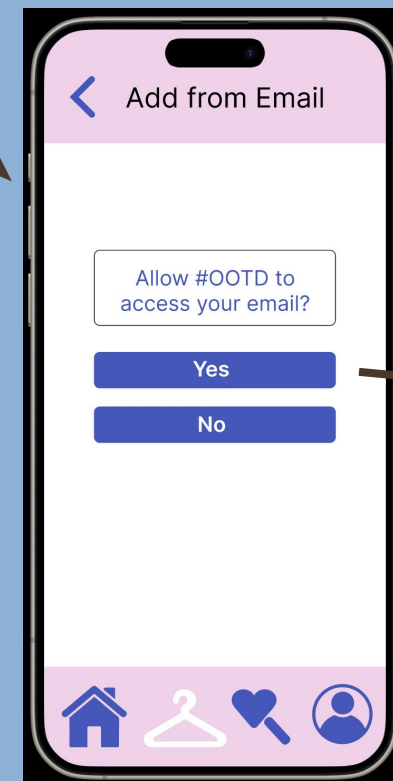 Add from Email
Allow #OOTD to
access your email?
Yes
No